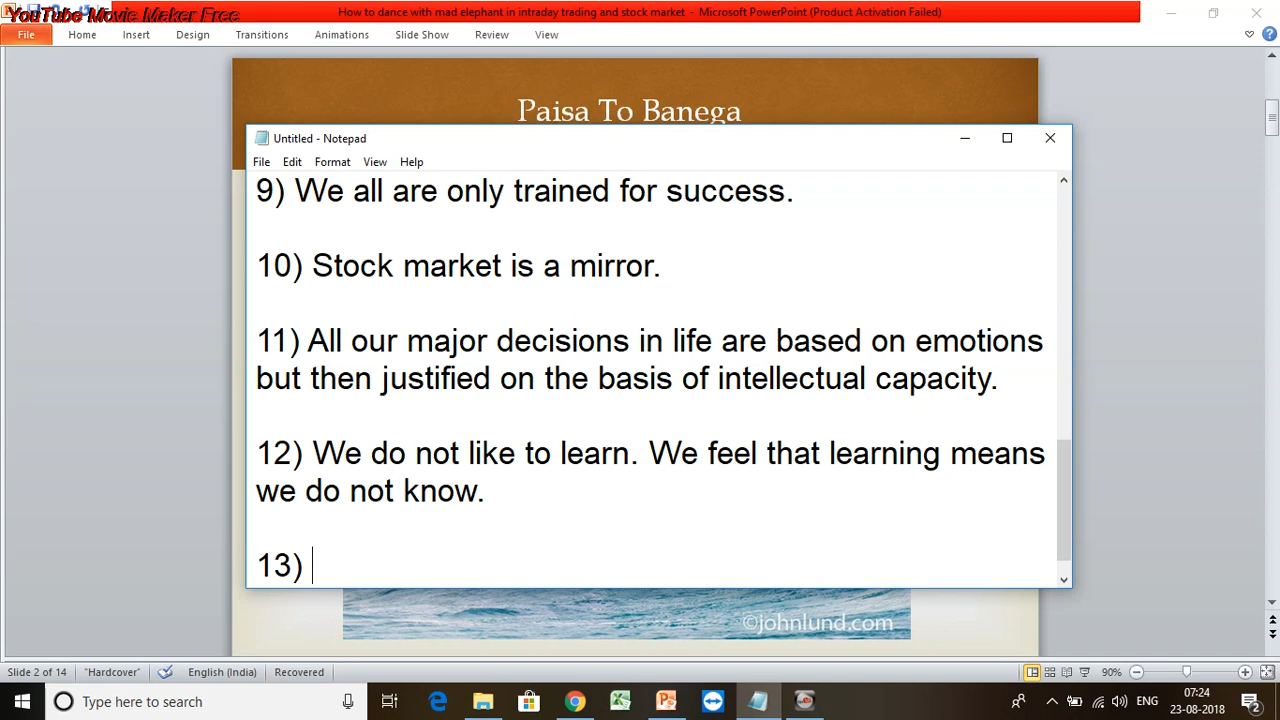 YouTube Movie Maker Free
How to dance with mad elephant in intraday trading and stock market - Microsoft PowerPoint (Product Activation Failed)
File Home Insert Design Transitions Animations Slide Show Review View
Paisa To Banega
Untitled - Notepad
File Edit Format View Help
9) We all are only trained for success.
10) Stock market is a mirror.
11) All our major decisions in life are based on emotions
but then justified on the basis of intellectual capacity.
12) We do not like to learn. We feel that learning means
we do not know.
13)
©johnlund.com
Slide 2 of 14 "Hardcover" English (India) Recovered 90%
Type here to search ENG 07:24
23-08-2018 2